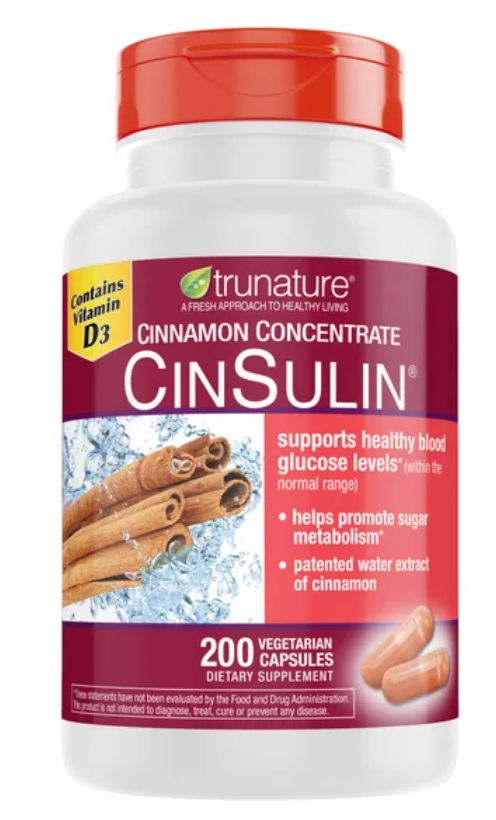 Contains
Vitamin
D3
trunature®
A FRESH APPROACH TO HEALTHY LIVING
CINNAMON CONCENTRATE
CINSULIN®
supports healthy blood
glucose levels* (within the
normal range)
• helps promote sugar
metabolism*
• patented water extract
of cinnamon
200 VEGETARIAN
CAPSULES
DIETARY SUPPLEMENT
*These statements have not been evaluated by the Food and Drug Administration.
This product is not intended to diagnose, treat, cure or prevent any disease.